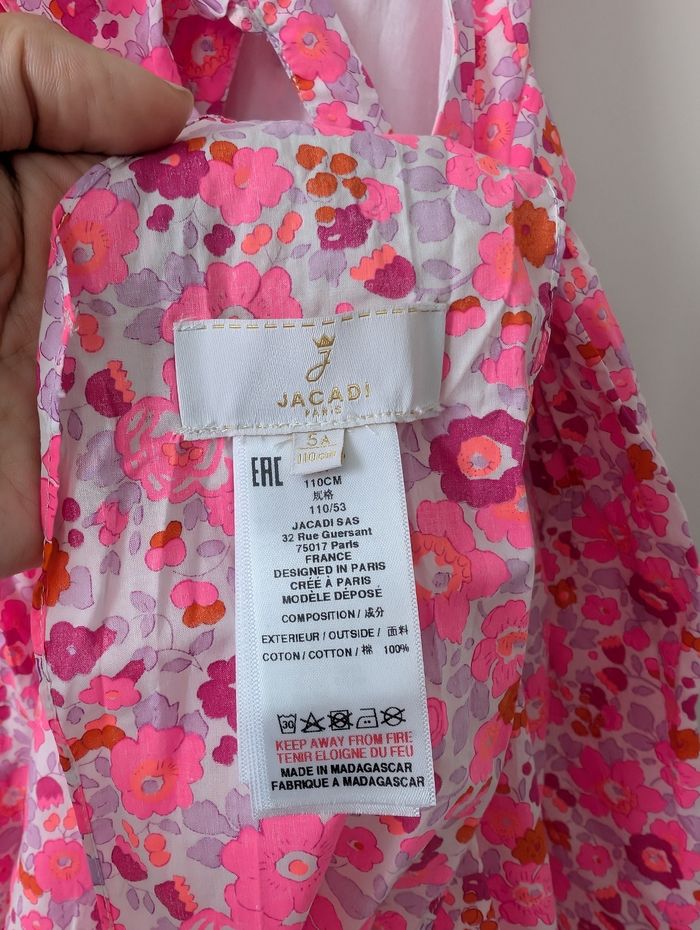 JACADI
PARIS
5A
110cm
EAC
110CM
规格
110/53
JACADI SAS
32 Rue Guersant
75017 Paris
FRANCE
DESIGNED IN PARIS
CRÉÉ À PARIS
MODÈLE DÉPOSÉ
COMPOSITION / 成分
EXTERIEUR / OUTSIDE / 面料
COTON / COTTON / 棉 100%
30
KEEP AWAY FROM FIRE
TENIR ELOIGNE DU FEU
MADE IN MADAGASCAR
FABRIQUE A MADAGASCAR